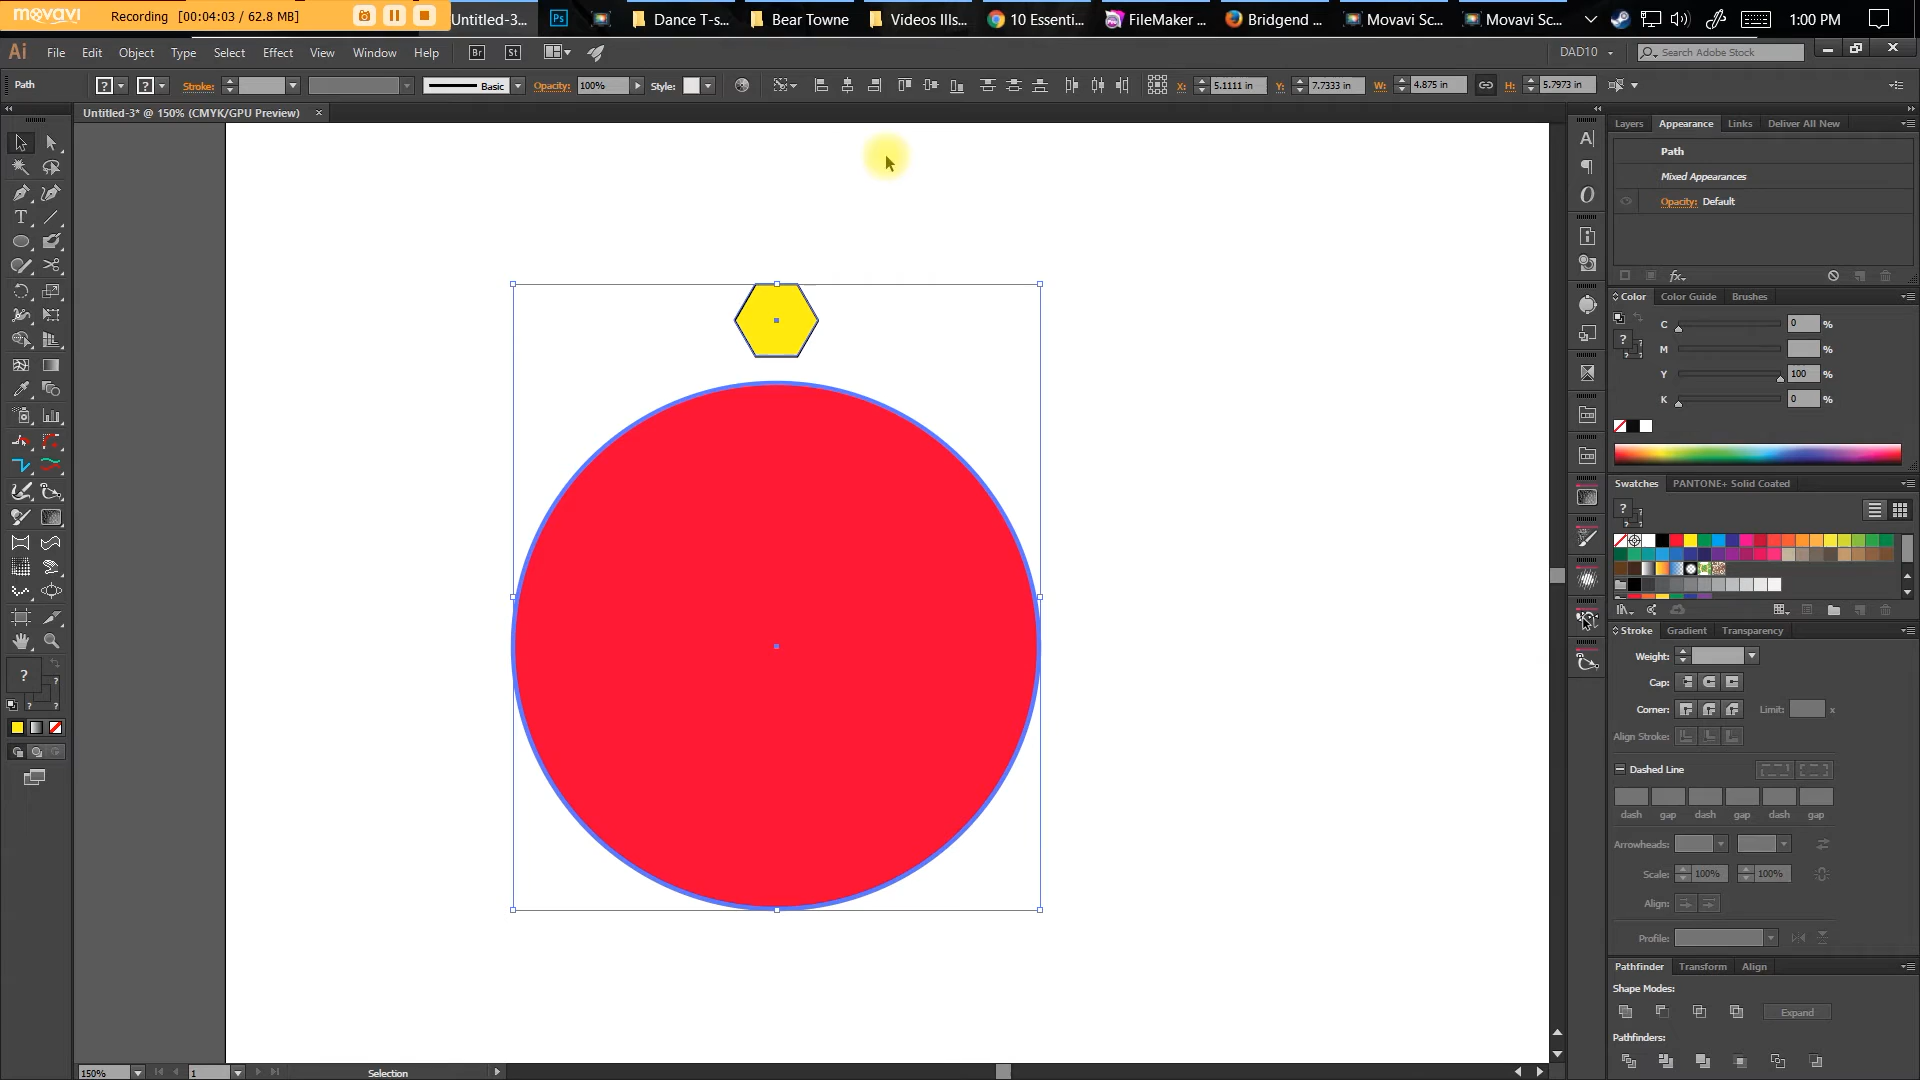 movavi Recording [00:04:03 / 62.8 MB] Untitled-3... Ps Dance T-s... Bear Towne Videos Ills... 10 Essenti... FileMaker ... Bridgend ... Movavi Sc... Movavi Sc... 1:00 PM
Ai File Edit Object Type Select Effect View Window Help Br St DAD10 Search Adobe Stock
Path Stroke: Basic Opacity: 100% Style: X: 5.1111 in Y: 7.7333 in W: 4.875 in H: 5.7973 in
Untitled-3* @ 150% (CMYK/GPU Preview) ×
Layers Appearance Links Deliver All New
Path
Mixed Appearances
Opacity: Default
fx
Color Color Guide Brushes
C 0 %
M %
Y 100 %
K 0 %
Swatches PANTONE+ Solid Coated
Stroke Gradient Transparency
Weight:
Cap:
Corner: Limit: x
Align Stroke:
Dashed Line
dash gap dash gap dash gap
Arrowheads:
Scale: 100% 100%
Align:
Profile:
Pathfinder Transform Align
Shape Modes:
Expand
Pathfinders:
150% 1 Selection